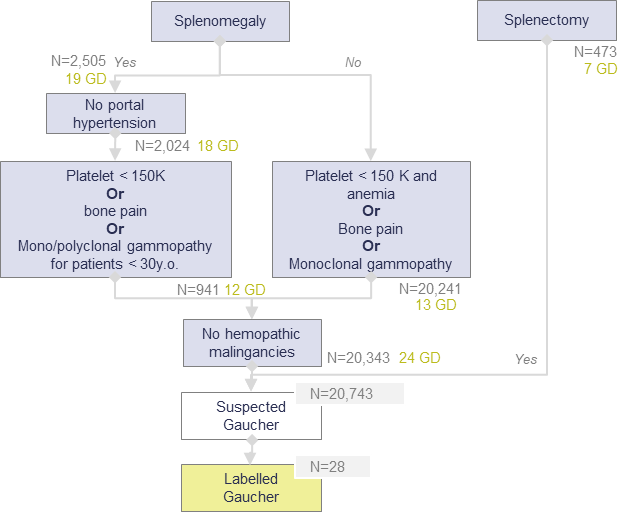 Splenomegaly
Splenectomy
N=2,505 Yes
19 GD
No
N=473
7 GD
No portal
hypertension
N=2,024 18 GD
Platelet < 150K
Or
bone pain
Or
Mono/polyclonal gammopathy
for patients < 30y.o.
Platelet < 150 K and
anemia
Or
Bone pain
Or
Monoclonal gammopathy
N=941 12 GD
N=20,241
13 GD
No hemopathic
malingancies
N=20,343 24 GD
Yes
N=20,743
Suspected
Gaucher
N=28
Labelled
Gaucher